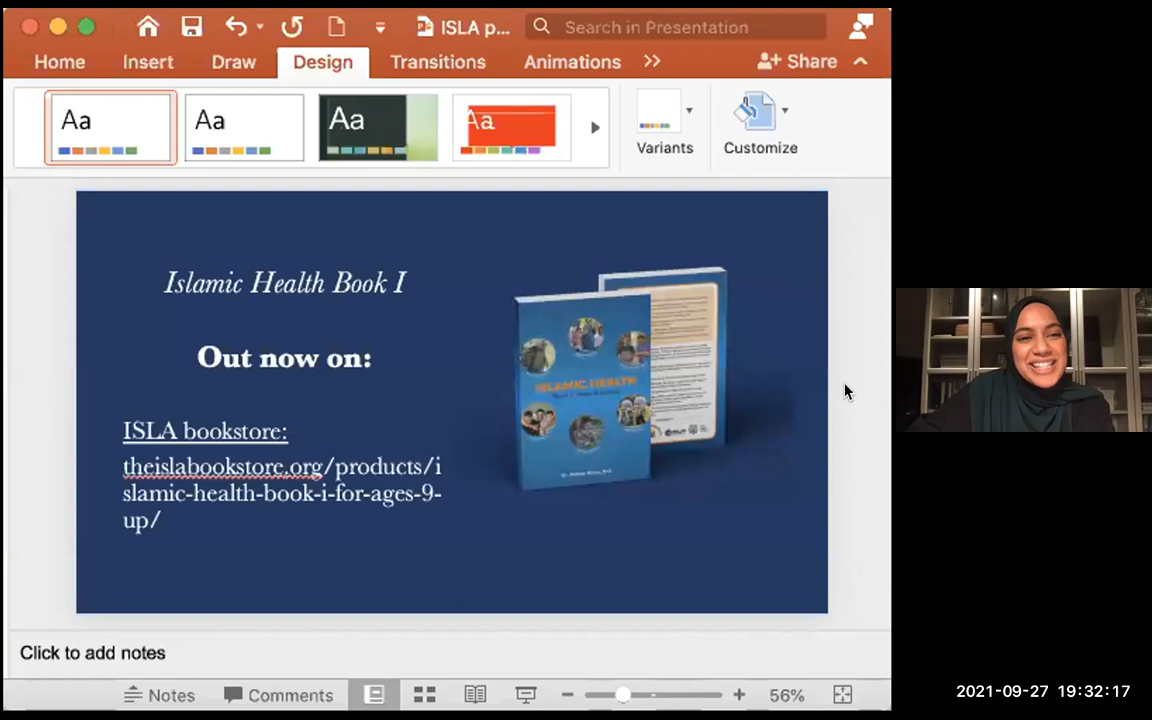 ISLA p...
Search in Presentation
Home
Insert
Draw
Design
Transitions
Animations
Share
Aa
Aa
Aa
Aa
Variants
Customize
Islamic Health Book I
Out now on:
ISLA bookstore:
theislabookstore.org/products/i
slamic-health-book-i-for-ages-9-
up/
ISLAMIC HEALTH
Click to add notes
Notes
Comments
56%
2021-09-27 19:32:17